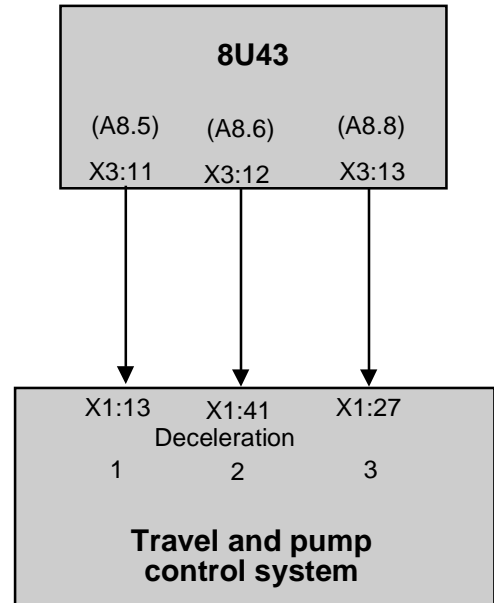 8U43
(A8.5) (A8.6) (A8.8)
X3:11 X3:12 X3:13
X1:13 X1:41 X1:27
Deceleration
1 2 3
Travel and pump
control system